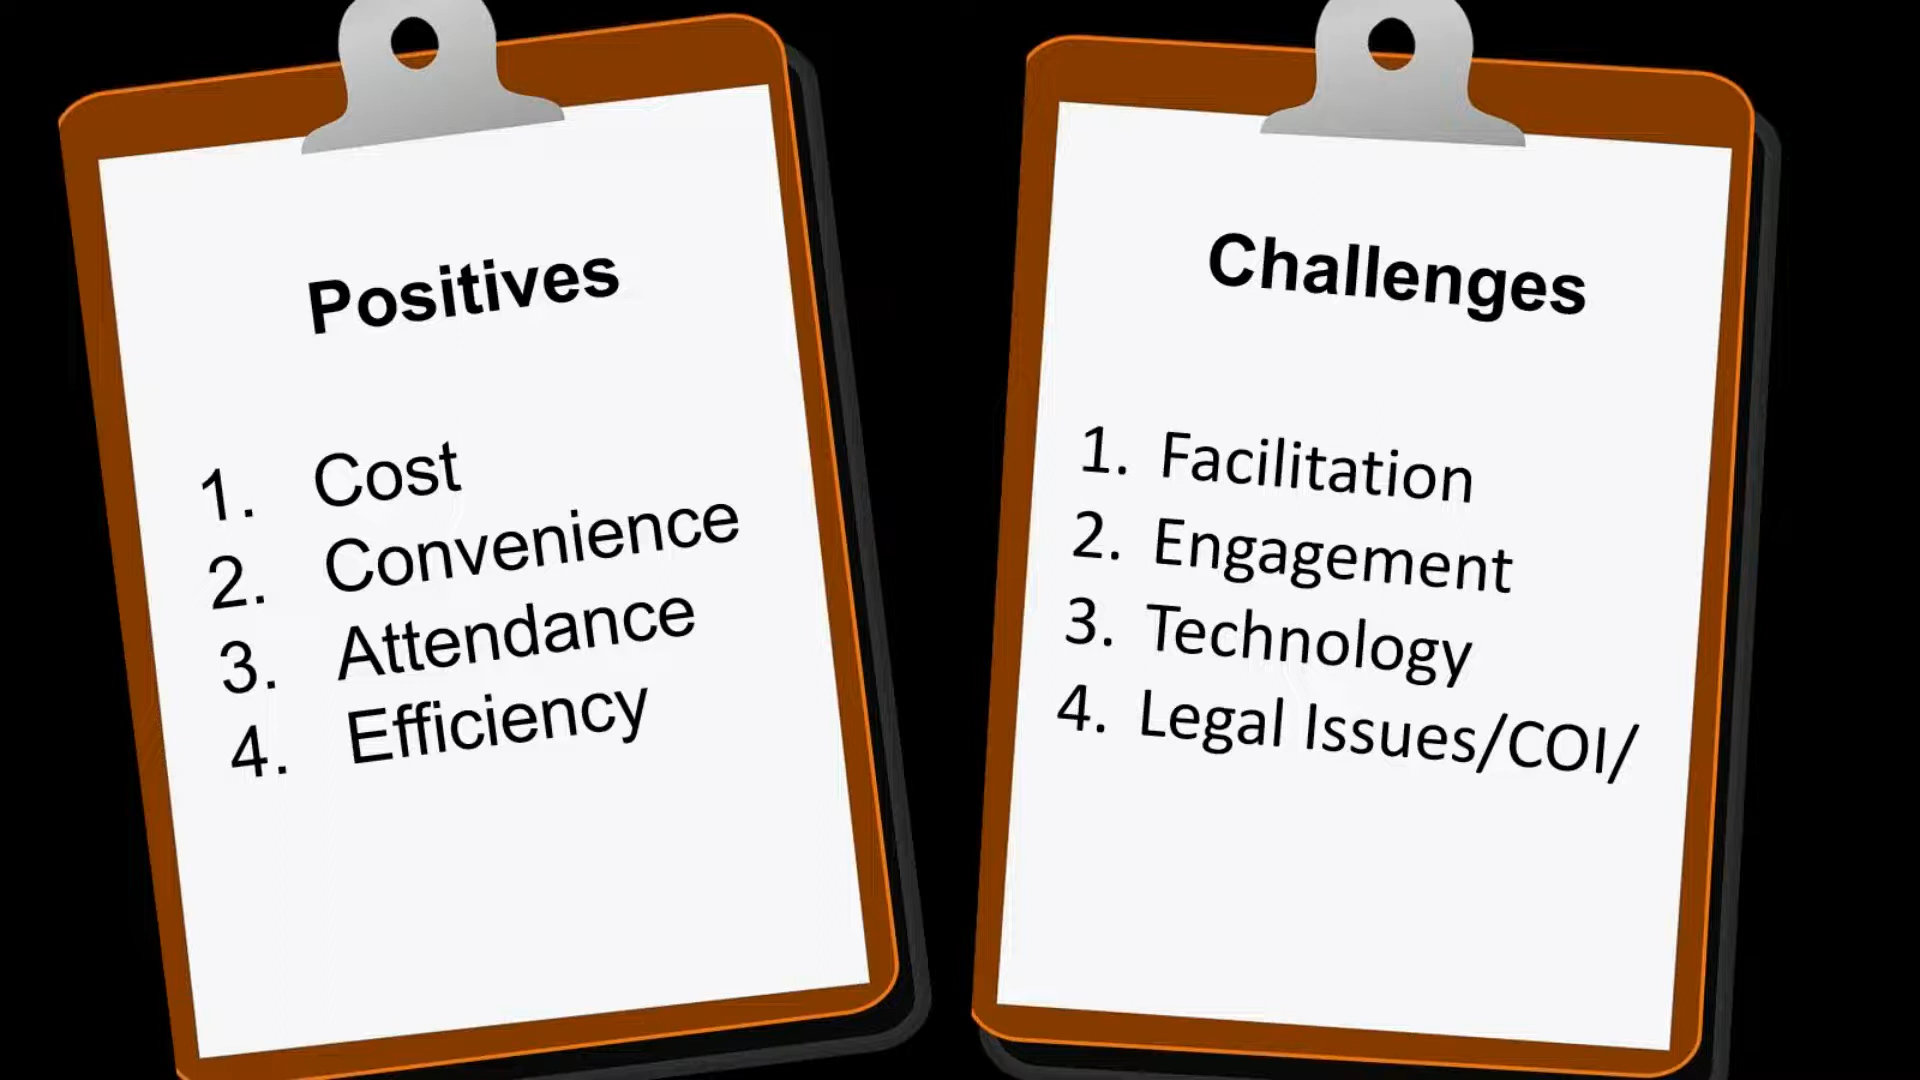 Positives
1. Cost
2. Convenience
3. Attendance
4. Efficiency
Challenges
1. Facilitation
2. Engagement
3. Technology
4. Legal Issues/COI/